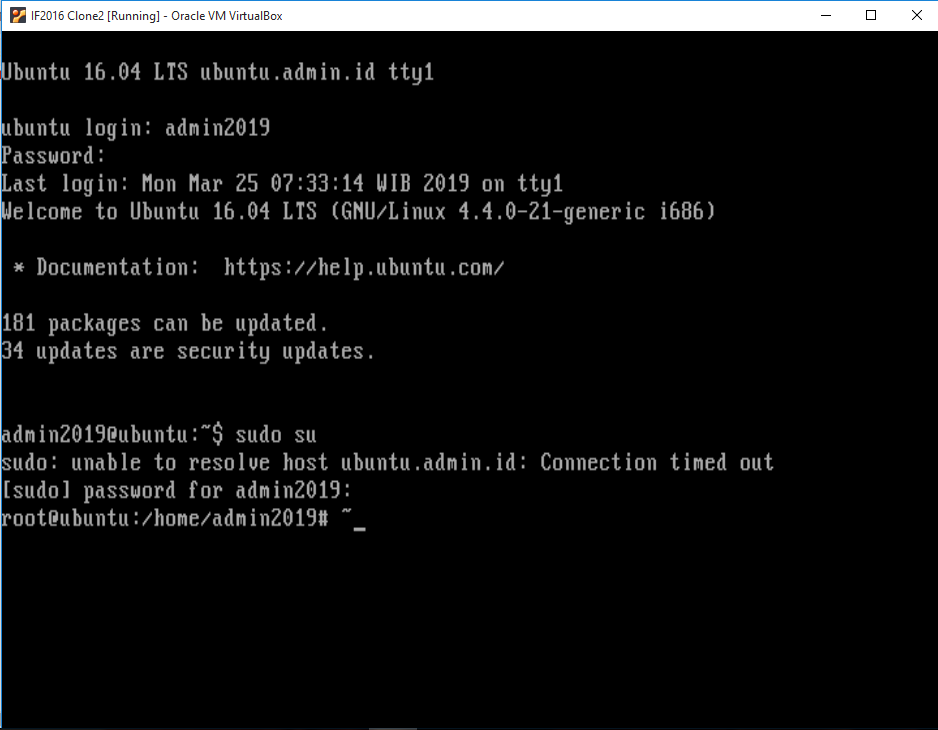 IF2016 Clone2 [Running] - Oracle VM VirtualBox
Ubuntu 16.04 LTS ubuntu.admin.id tty1
ubuntu login: admin2019
Password:
Last login: Mon Mar 25 07:33:14 WIB 2019 on tty1
Welcome to Ubuntu 16.04 LTS (GNU/Linux 4.4.0-21-generic i686)
* Documentation:  https://help.ubuntu.com/
181 packages can be updated.
34 updates are security updates.
admin2019@ubuntu:~$ sudo su
sudo: unable to resolve host ubuntu.admin.id: Connection timed out
[sudo] password for admin2019:
root@ubuntu:/home/admin2019# ~_